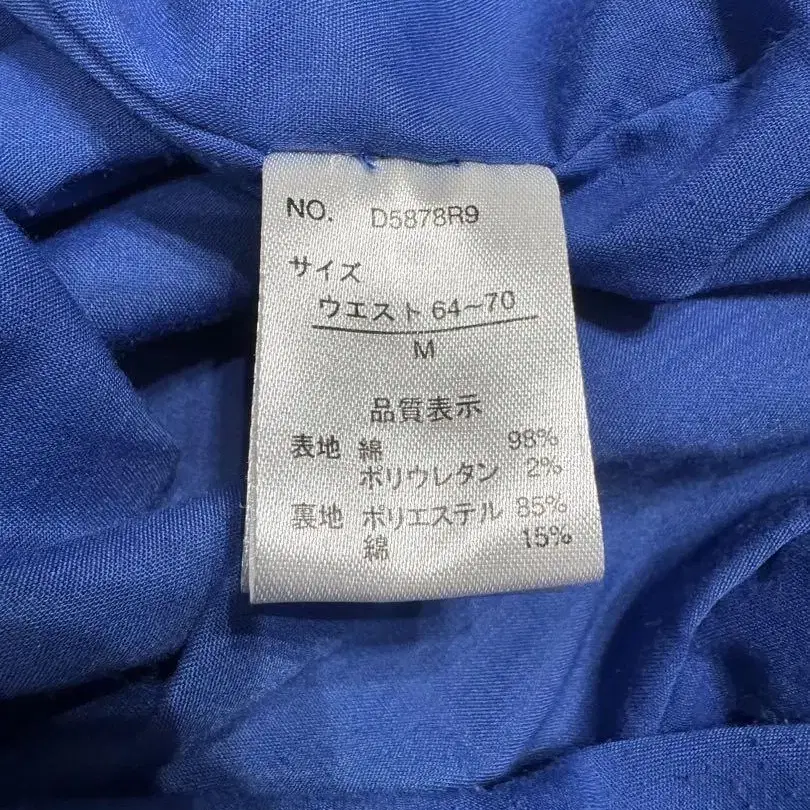 NO. D5878R9
サイズ
ウエスト 64~70
M
品質表示
表地 綿 98%
ポリウレタン 2%
裏地 ポリエステル 85%
綿 15%